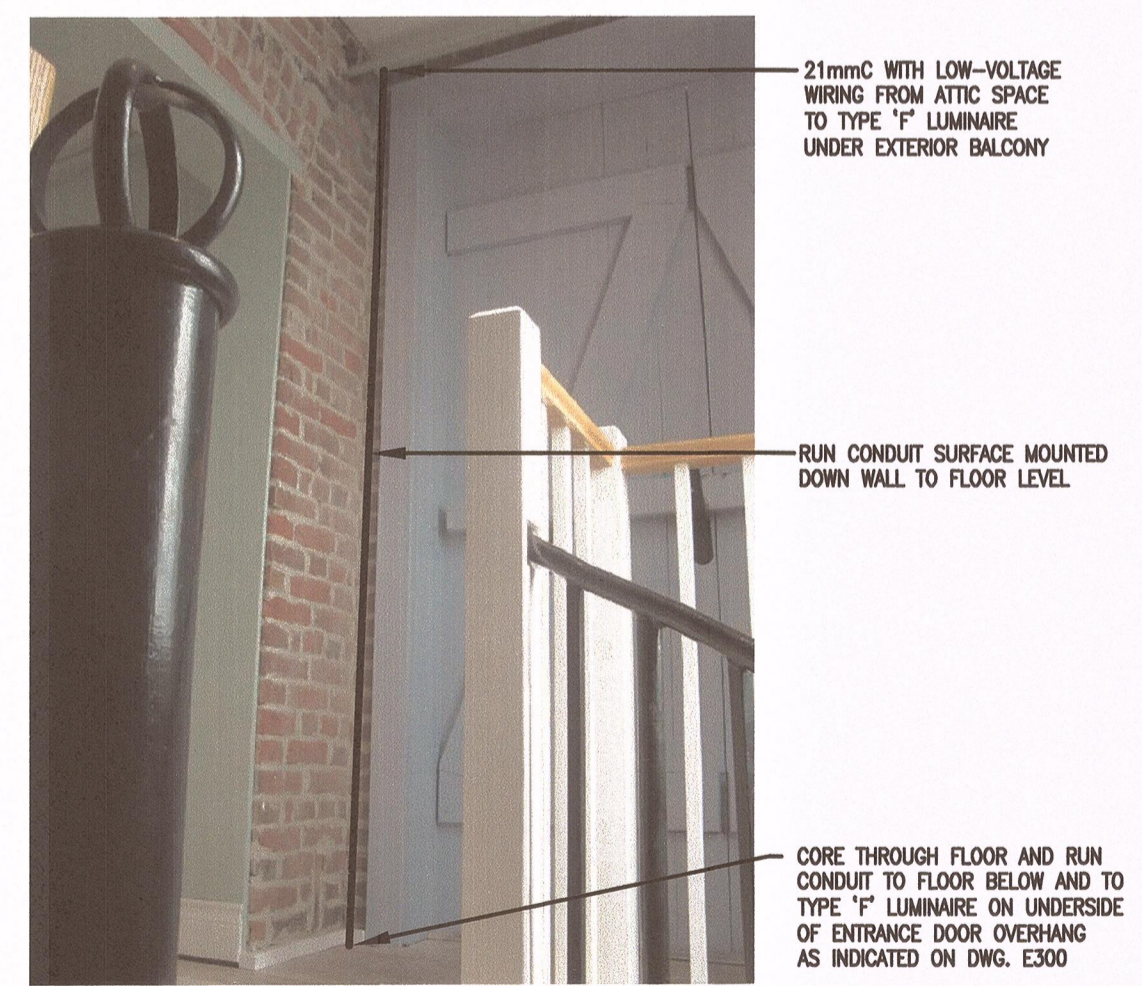 21mmC WITH LOW-VOLTAGE
WIRING FROM ATTIC SPACE
TO TYPE 'F' LUMINAIRE
UNDER EXTERIOR BALCONY
RUN CONDUIT SURFACE MOUNTED
DOWN WALL TO FLOOR LEVEL
CORE THROUGH FLOOR AND RUN
CONDUIT TO FLOOR BELOW AND TO
TYPE 'F' LUMINAIRE ON UNDERSIDE
OF ENTRANCE DOOR OVERHANG
AS INDICATED ON DWG. E300